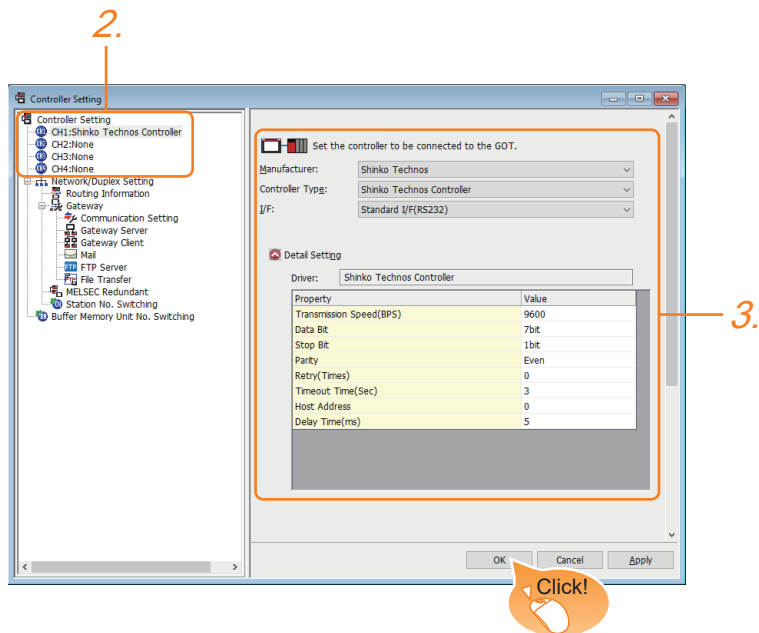 2.
Controller Setting
Controller Setting
CH1:Shinko Technos Controller
CH2:None
CH3:None
CH4:None
Network/Duplex Setting
Routing Information
Gateway
Communication Setting
Gateway Server
Gateway Client
Mail
FTP FTP Server
File Transfer
MELSEC Redundant
Station No. Switching
Buffer Memory Unit No. Switching
Set the controller to be connected to the GOT.
Manufacturer: Shinko Technos
Controller Type: Shinko Technos Controller
I/F: Standard I/F(RS232)
Detail Setting
Driver: Shinko Technos Controller
Property Value
Transmission Speed(BPS) 9600
Data Bit 7bit
Stop Bit 1bit
Parity Even
Retry(Times) 0
Timeout Time(Sec) 3
Host Address 0
Delay Time(ms) 5
3.
OK Cancel Apply
Click!